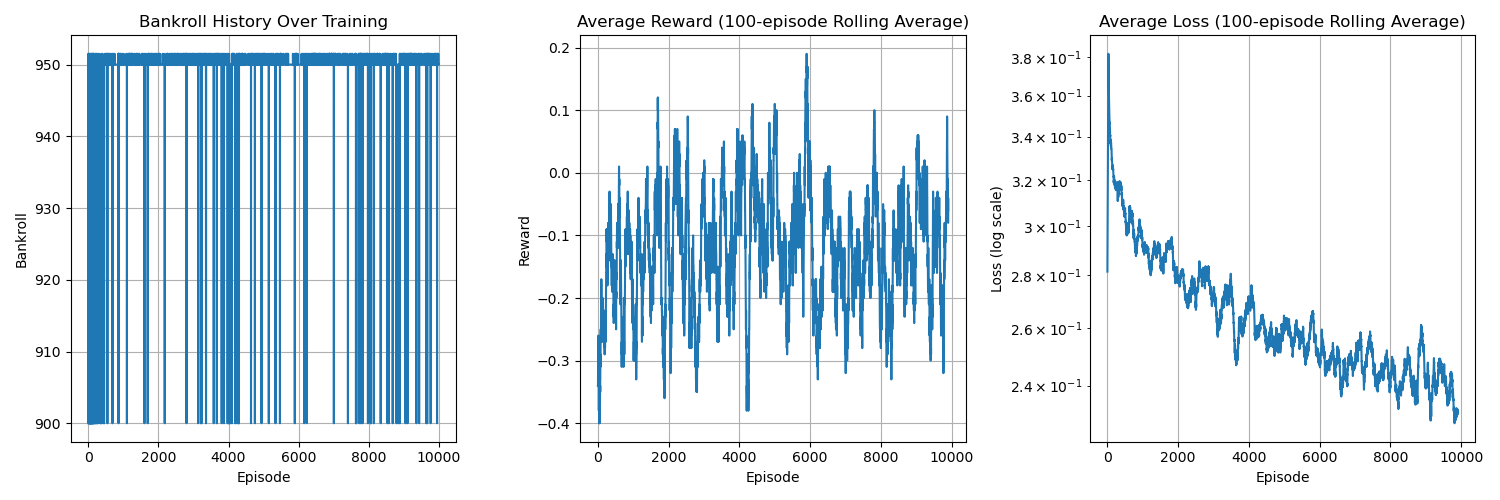 Bankroll History Over Training
Bankroll
950
940
930
920
910
900
0 2000 4000 6000 8000 10000
Episode
Average Reward (100-episode Rolling Average)
Reward
0.2
0.1
0.0
−0.1
−0.2
−0.3
−0.4
0 2000 4000 6000 8000 10000
Episode
Average Loss (100-episode Rolling Average)
Loss (log scale)
3.8 × 10⁻¹
3.6 × 10⁻¹
3.4 × 10⁻¹
3.2 × 10⁻¹
3 × 10⁻¹
2.8 × 10⁻¹
2.6 × 10⁻¹
2.4 × 10⁻¹
0 2000 4000 6000 8000 10000
Episode